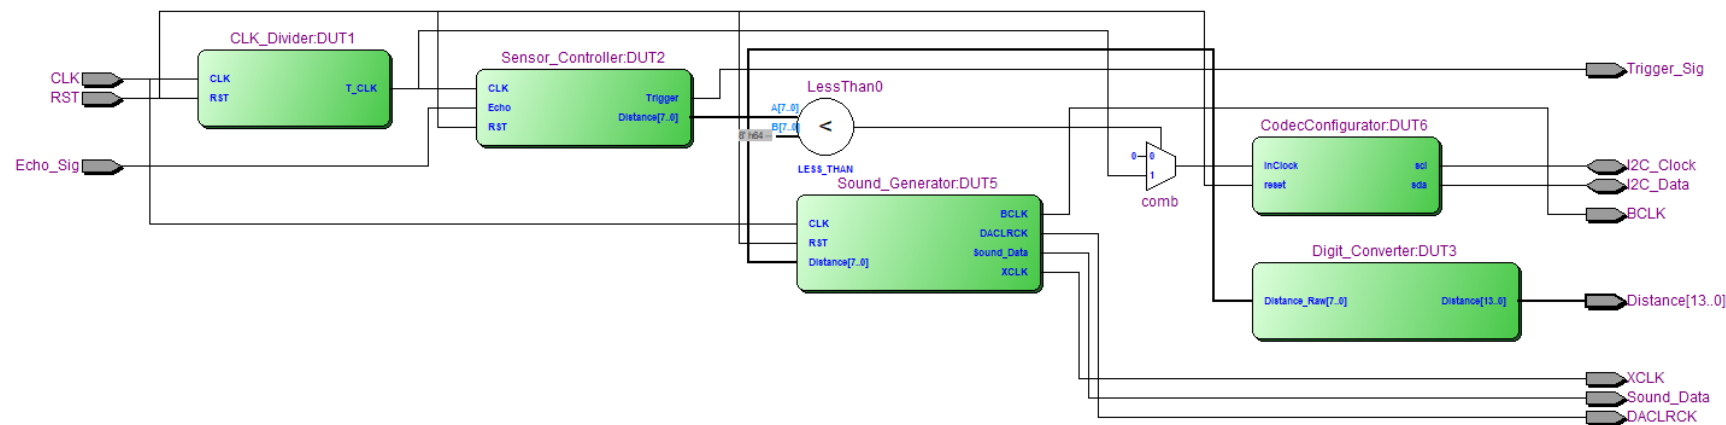 CLK_Divider:DUT1
CLK
RST
CLK
RST
T_CLK
Sensor_Controller:DUT2
CLK
Echo
RST
Trigger
Distance[7..0]
Echo_Sig
LessThan0
A[7..0]
B[7..0]
8' h64 --
<
LESS_THAN
Sound_Generator:DUT5
CLK
RST
Distance[7..0]
BCLK
DACLRCK
Sound_Data
XCLK
0
0
1
comb
CodecConfigurator:DUT6
inClock
reset
scl
sda
Digit_Converter:DUT3
Distance_Raw[7..0]
Distance[13..0]
Trigger_Sig
I2C_Clock
I2C_Data
BCLK
Distance[13..0]
XCLK
Sound_Data
DACLRCK